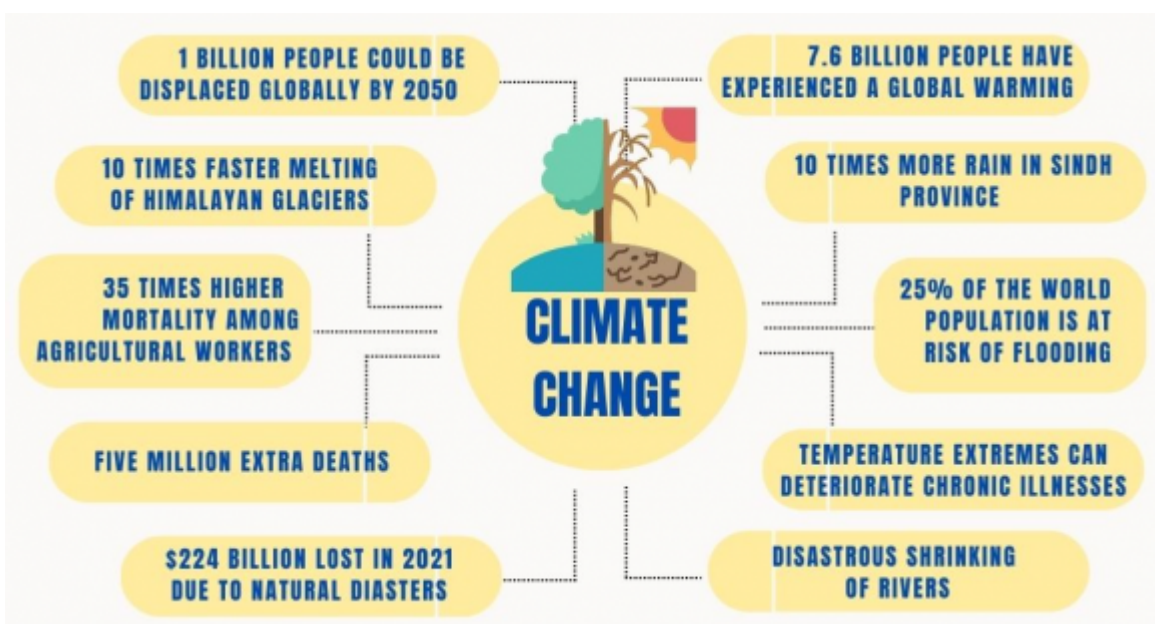 1 BILLION PEOPLE COULD BE
DISPLACED GLOBALLY BY 2050
10 TIMES FASTER MELTING
OF HIMALAYAN GLACIERS
35 TIMES HIGHER
MORTALITY AMONG
AGRICULTURAL WORKERS
FIVE MILLION EXTRA DEATHS
$224 BILLION LOST IN 2021
DUE TO NATURAL DIASTERS
CLIMATE
CHANGE
7.6 BILLION PEOPLE HAVE
EXPERIENCED A GLOBAL WARMING
10 TIMES MORE RAIN IN SINDH
PROVINCE
25% OF THE WORLD
POPULATION IS AT
RISK OF FLOODING
TEMPERATURE EXTREMES CAN
DETERIORATE CHRONIC ILLNESSES
DISASTROUS SHRINKING
OF RIVERS